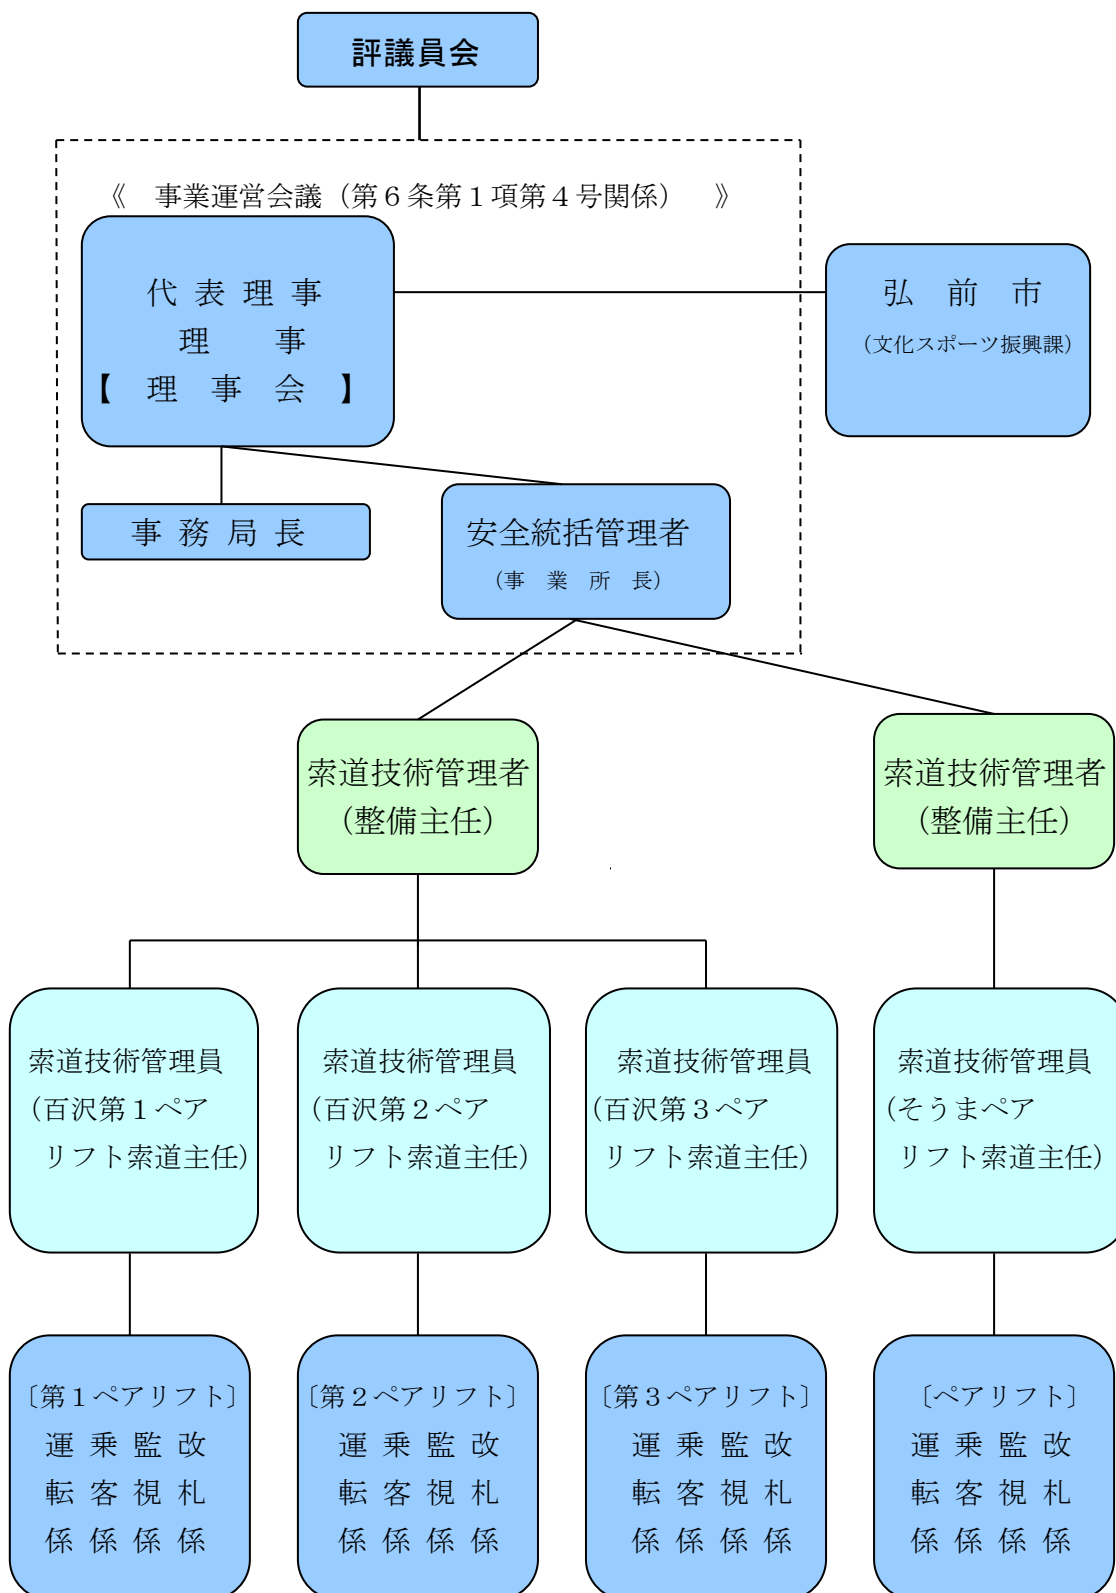 評議員会
《　事業運営会議（第６条第１項第４号関係）　》
代 表 理 事
理　　事
【　理　事　会　】
弘　前　市
（文化スポーツ振興課）
事 務 局 長
安全統括管理者
（事　業　所　長）
索道技術管理者
（整備主任）
索道技術管理者
（整備主任）
索道技術管理員
（百沢第１ペア
リフト索道主任）
索道技術管理員
（百沢第２ペア
リフト索道主任）
索道技術管理員
（百沢第３ペア
リフト索道主任）
索道技術管理員
（そうまペア
リフト索道主任）
〔第１ペアリフト〕
運 乗 監 改
転 客 視 札
係 係 係 係
〔第２ペアリフト〕
運 乗 監 改
転 客 視 札
係 係 係 係
〔第３ペアリフト〕
運 乗 監 改
転 客 視 札
係 係 係 係
〔ペアリフト〕
運 乗 監 改
転 客 視 札
係 係 係 係